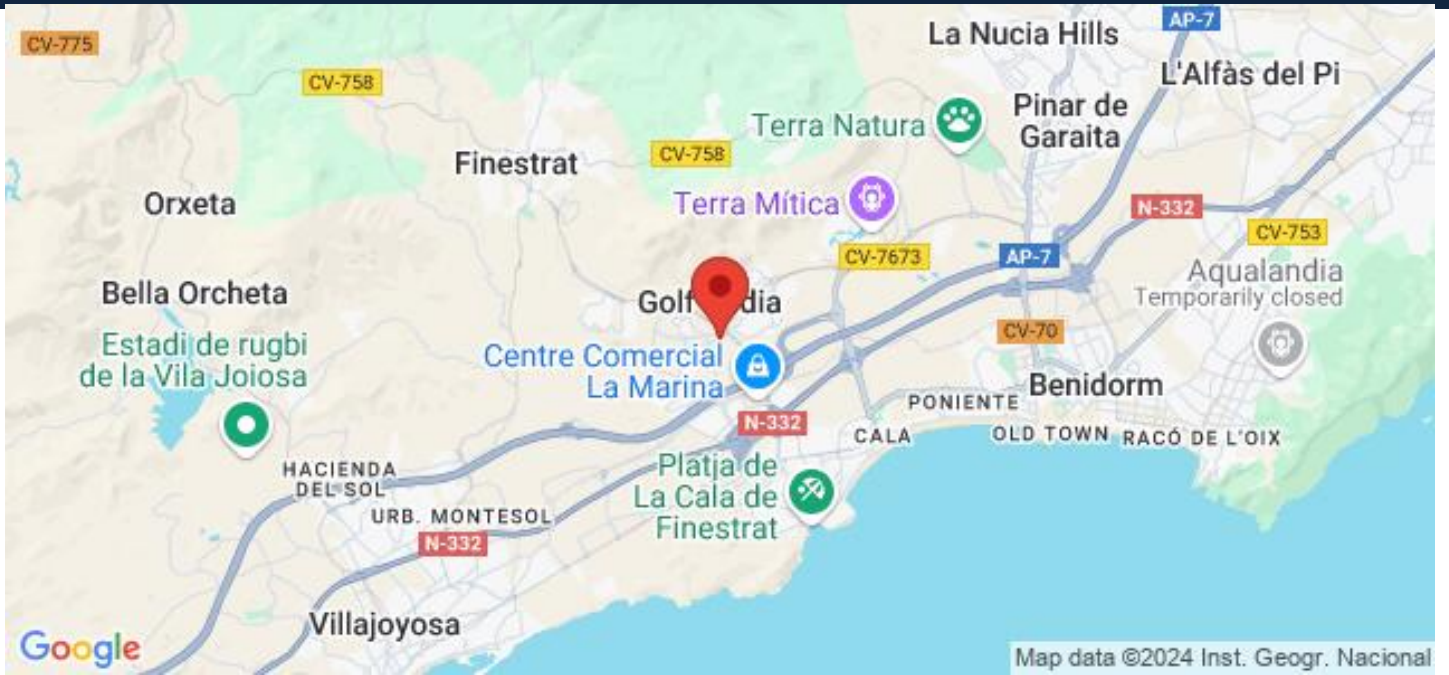 La Nucia Hills
AP-7
CV-775
L'Alfàs del Pi
CV-758
Pinar de
Garaita
Terra Natura
Finestrat
CV-758
Orxeta
Terra Mítica
N-332
CV-753
CV-7673
AP-7
Aqualandia
Temporarily closed
Bella Orcheta
Golf
dia
CV-70
Estadi de rugbi
de la Vila Joiosa
Centre Comercial
La Marina
Benidorm
PONIENTE
N-332
CALA
OLD TOWN
RACÓ DE L'OIX
HACIENDA
DEL SOL
Platja de
La Cala de
Finestrat
URB. MONTESOL
N-332
Villajoyosa
Google
Map data ©2024 Inst. Geogr. Nacional